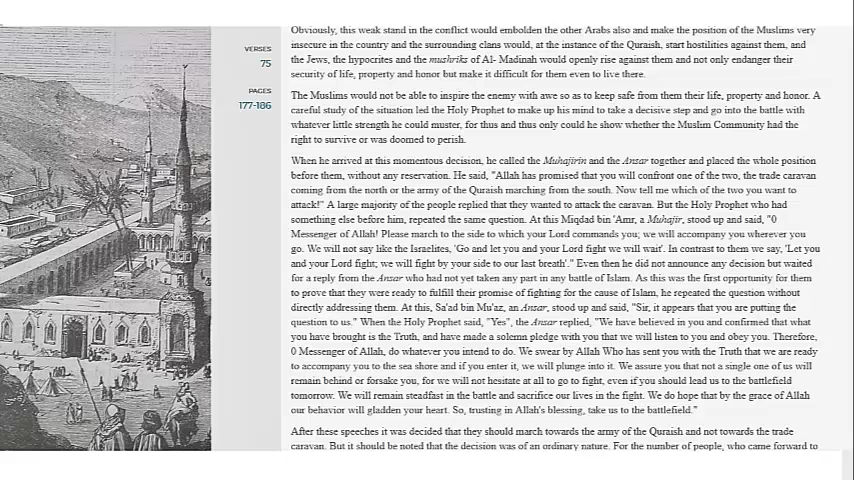 VERSES
75
PAGES
177-186
Obviously, this weak stand in the conflict would embolden the other Arabs also and make the position of the Muslims very
insecure in the country and the surrounding clans would, at the instance of the Quraish, start hostilities against them, and
the Jews, the hypocrites and the mushriks of Al- Madinah would openly rise against them and not only endanger their
security of life, property and honor but make it difficult for them even to live there.
The Muslims would not be able to inspire the enemy with awe so as to keep safe from them their life, property and honor. A
careful study of the situation led the Holy Prophet to make up his mind to take a decisive step and go into the battle with
whatever little strength he could muster, for thus and thus only could he show whether the Muslim Community had the
right to survive or was doomed to perish.
When he arrived at this momentous decision, he called the Muhajirin and the Ansar together and placed the whole position
before them, without any reservation. He said, "Allah has promised that you will confront one of the two, the trade caravan
coming from the north or the army of the Quraish marching from the south. Now tell me which of the two you want to
attack!" A large majority of the people replied that they wanted to attack the caravan. But the Holy Prophet who had
something else before him, repeated the same question. At this Miqdad bin 'Amr, a Muhajir, stood up and said, "0
Messenger of Allah! Please march to the side to which your Lord commands you; we will accompany you wherever you
go. We will not say like the Israelites, 'Go and let you and your Lord fight we will wait'. In contrast to them we say, 'Let you
and your Lord fight; we will fight by your side to our last breath'." Even then he did not announce any decision but waited
for a reply from the Ansar who had not yet taken any part in any battle of Islam. As this was the first opportunity for them
to prove that they were ready to fulfill their promise of fighting for the cause of Islam, he repeated the question without
directly addressing them. At this, Sa'ad bin Mu'az, an Ansar, stood up and said, "Sir, it appears that you are putting the
question to us." When the Holy Prophet said, "Yes", the Ansar replied, "We have believed in you and confirmed that what
you have brought is the Truth, and have made a solemn pledge with you that we will listen to you and obey you. Therefore,
0 Messenger of Allah, do whatever you intend to do. We swear by Allah Who has sent you with the Truth that we are ready
to accompany you to the sea shore and if you enter it, we will plunge into it. We assure you that not a single one of us will
remain behind or forsake you, for we will not hesitate at all to go to fight, even if you should lead us to the battlefield
tomorrow. We will remain steadfast in the battle and sacrifice our lives in the fight. We do hope that by the grace of Allah
our behavior will gladden your heart. So, trusting in Allah's blessing, take us to the battlefield."
After these speeches it was decided that they should march towards the army of the Quraish and not towards the trade
caravan. But it should be noted that the decision was of an ordinary nature. For the number of people, who came forward to